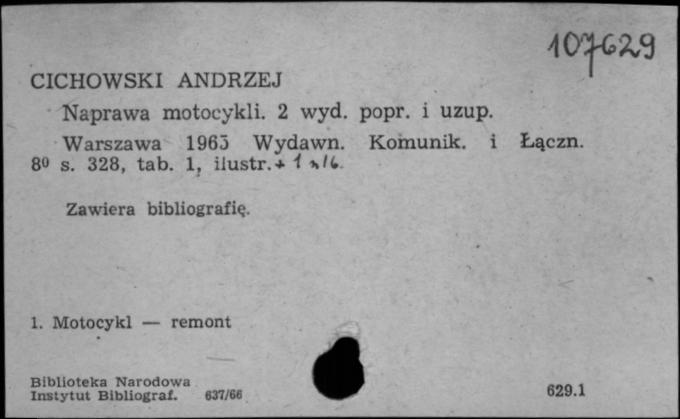 107629
CICHOWSKI ANDRZEJ
Naprawa motocykli. 2 wyd. popr. i uzup.
Warszawa 1965 Wydawn. Komunik. i Łączn.
8⁰ s. 328, tab. 1, ilustr. + 1
Zawiera bibliografię.
1. Motocykl — remont
Biblioteka Narodowa
Instytut Bibliograf. 637/66
629.1